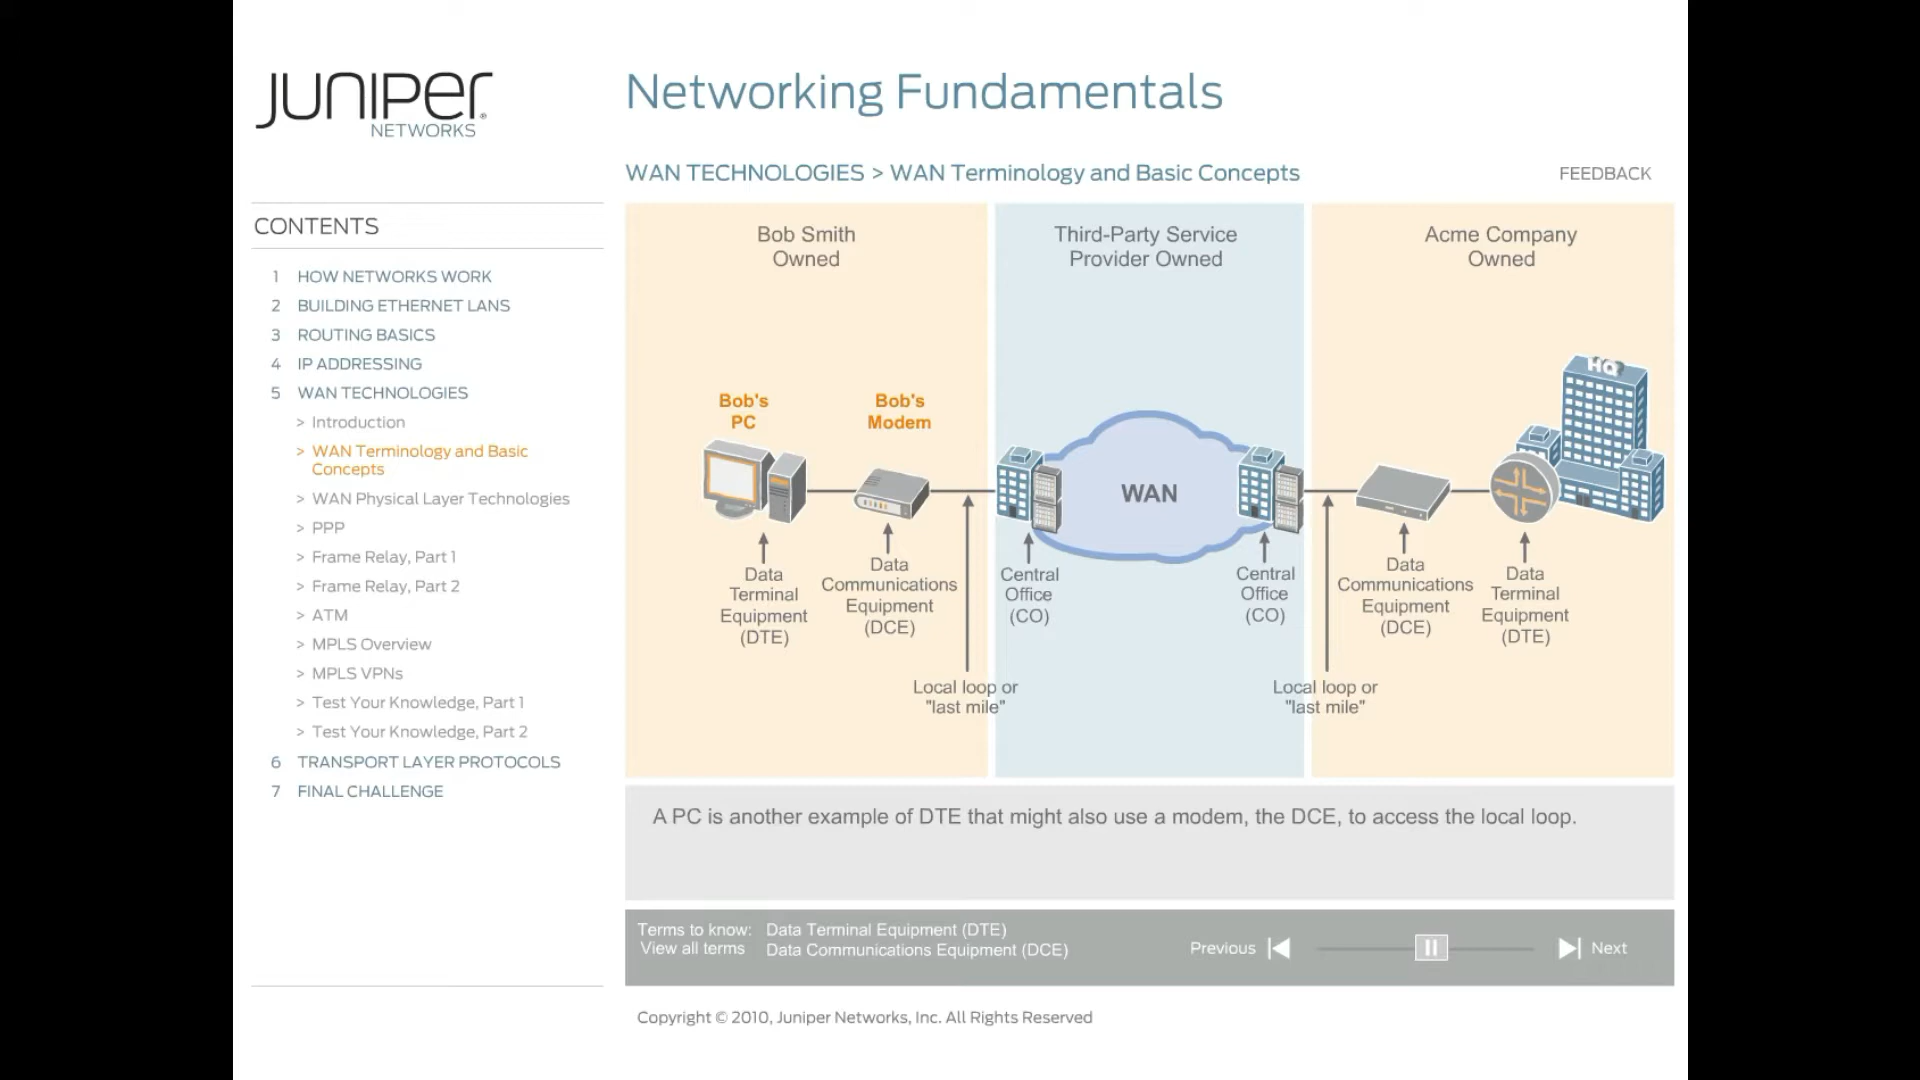 JUNIPER
NETWORKS
Networking Fundamentals
WAN TECHNOLOGIES > WAN Terminology and Basic Concepts
FEEDBACK
CONTENTS
1 HOW NETWORKS WORK
2 BUILDING ETHERNET LANS
3 ROUTING BASICS
4 IP ADDRESSING
5 WAN TECHNOLOGIES
> Introduction
> WAN Terminology and Basic
Concepts
> WAN Physical Layer Technologies
> PPP
> Frame Relay, Part 1
> Frame Relay, Part 2
> ATM
> MPLS Overview
> MPLS VPNs
> Test Your Knowledge, Part 1
> Test Your Knowledge, Part 2
6 TRANSPORT LAYER PROTOCOLS
7 FINAL CHALLENGE
Bob Smith
Owned
Third-Party Service
Provider Owned
Acme Company
Owned
Bob's
PC
Bob's
Modem
WAN
HQ
Data
Terminal
Equipment
(DTE)
Data
Communications
Equipment
(DCE)
Central
Office
(CO)
Central
Office
(CO)
Data
Communications
Equipment
(DCE)
Data
Terminal
Equipment
(DTE)
Local loop or
"last mile"
Local loop or
"last mile"
A PC is another example of DTE that might also use a modem, the DCE, to access the local loop.
Terms to know: Data Terminal Equipment (DTE)
View all terms Data Communications Equipment (DCE)
Previous
Next
Copyright © 2010, Juniper Networks, Inc. All Rights Reserved